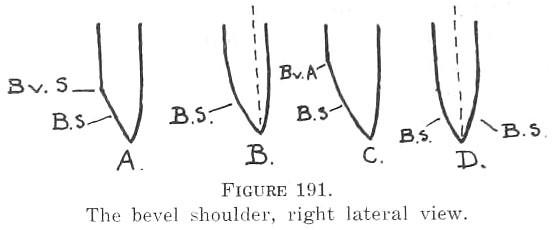 Bv. S
B.S
B.S.
Bv. A
B.S
B.S.
B.S.
A.
B.
C.
D.
FIGURE 191.
The bevel shoulder, right lateral view.